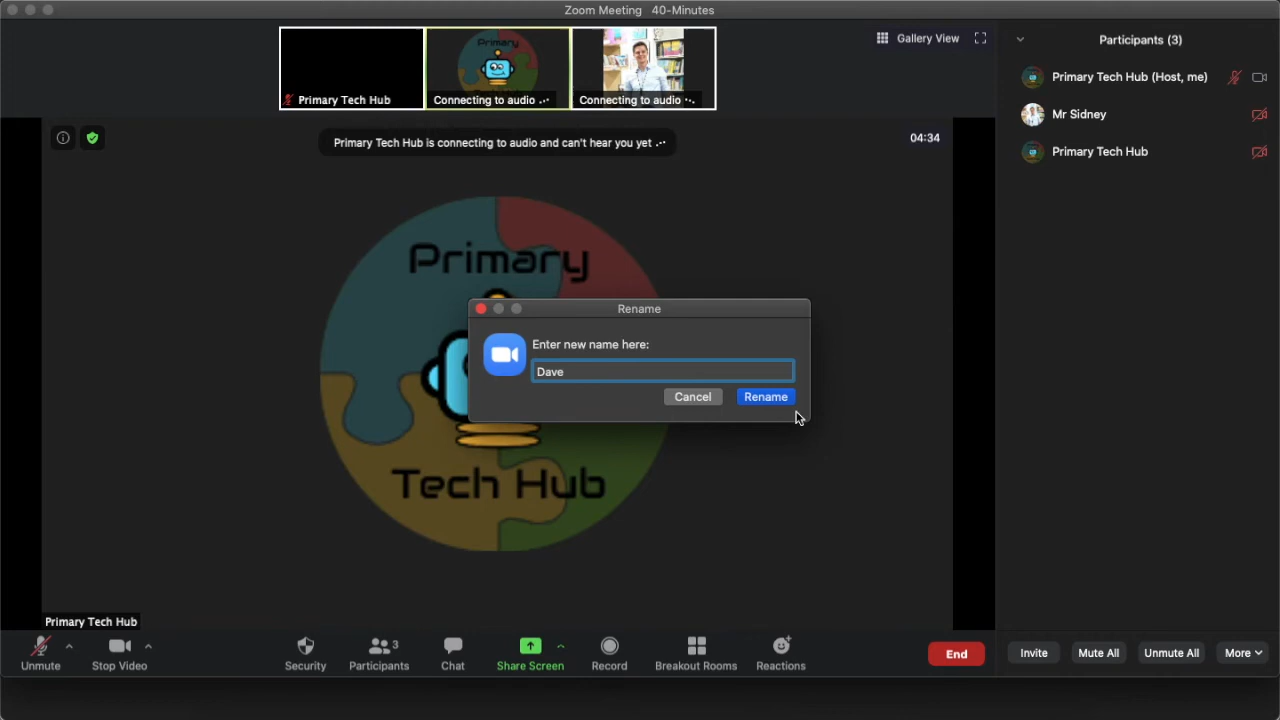 Zoom Meeting 40-Minutes
Primary
Primary Tech Hub
Connecting to audio ...
Connecting to audio ...
Gallery View
Participants (3)
Primary Tech Hub (Host, me)
Mr Sidney
Primary Tech Hub
Primary Tech Hub is connecting to audio and can't hear you yet ...
04:34
Primary
Tech Hub
Rename
Enter new name here:
Dave
Cancel
Rename
Primary Tech Hub
Unmute
Stop Video
Security
3
Participants
Chat
Share Screen
Record
Breakout Rooms
Reactions
End
Invite
Mute All
Unmute All
More